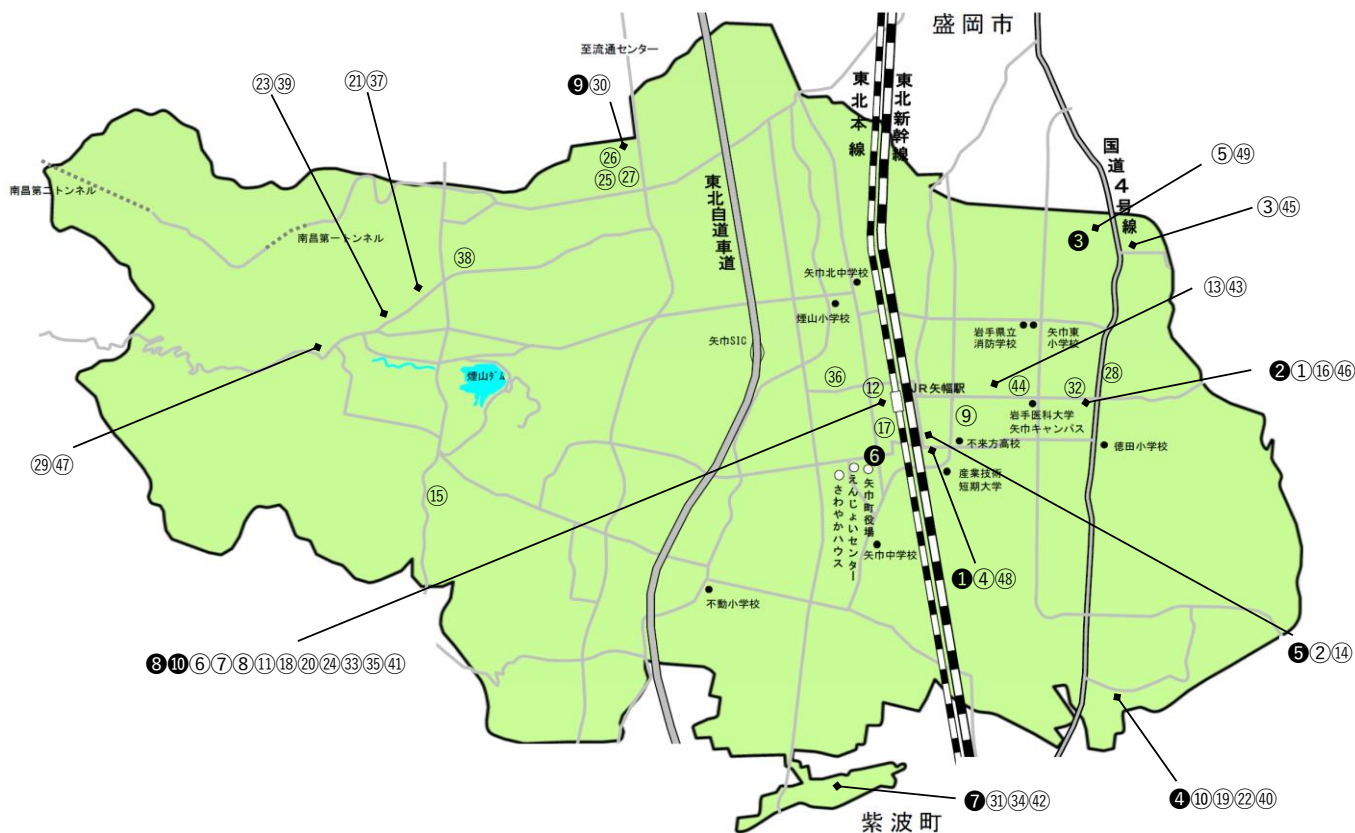 盛岡市
至流通センター
㉓㊴
㉑㊲
❾㉚
㉖
㉕㉗
東北本線
東北新幹線
国道4号線
⑤㊾
③㊺
❸
南昌第二トンネル
南昌第一トンネル
㊳
東北自動車道
矢巾北中学校
煙山小学校
⑬㊸
岩手県立
消防学校
矢巾東
小学校
矢巾SIC
煙山ダム
㊱
⑫
JR矢幅駅
㊹
㉜
㉘
❷①⑯㊻
岩手医科大学
矢巾キャンパス
⑨
⑰
不来方高校
徳田小学校
㉙㊼
❻
産業技術
短期大学
⑮
矢巾町役場
えんじょいセンター
さわやかハウス
矢巾中学校
❶④㊽
不動小学校
❽❿⑥⑦⑧⑪⑱⑳㉔㉝㉟㊶
❺②⑭
❼㉛㉞㊷
❹⑩⑲㉒㊵
紫波町